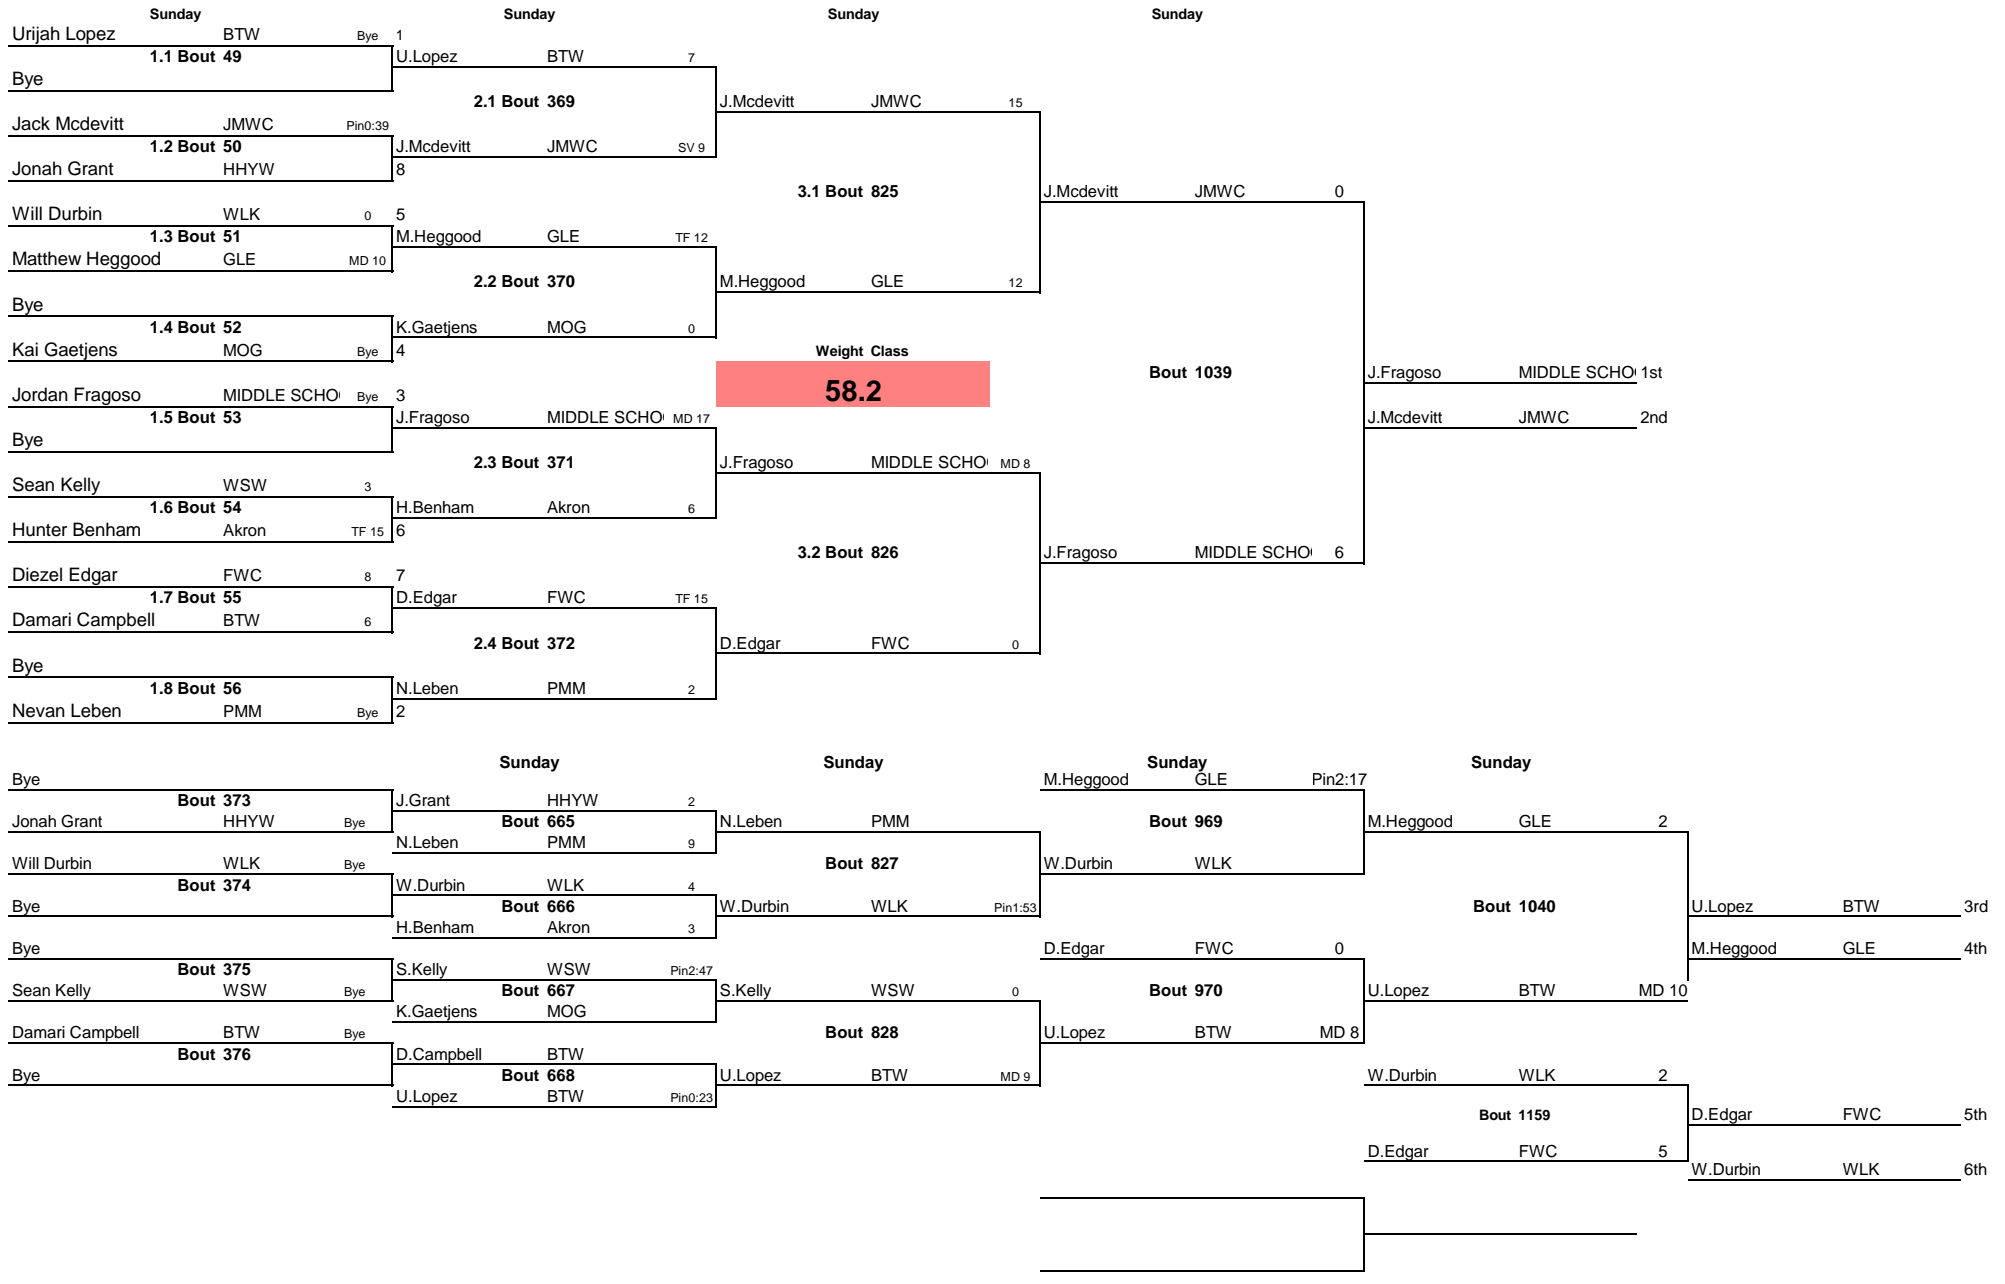 Sunday Sunday Sunday Sunday
Urijah Lopez BTW Bye 1
1.1 Bout 49 U.Lopez BTW 7
Bye
2.1 Bout 369 J.Mcdevitt JMWC 15
Jack Mcdevitt JMWC Pin0:39
1.2 Bout 50 J.Mcdevitt JMWC SV 9
Jonah Grant HHYW 8
3.1 Bout 825 J.Mcdevitt JMWC 0
Will Durbin WLK 0 5
1.3 Bout 51 M.Heggood GLE TF 12
Matthew Heggood GLE MD 10
2.2 Bout 370 M.Heggood GLE 12
Bye
1.4 Bout 52 K.Gaetjens MOG 0
Kai Gaetjens MOG Bye 4
Weight Class
Bout 1039 J.Fragoso MIDDLE SCHO 1st
58.2
Jordan Fragoso MIDDLE SCHO Bye 3
1.5 Bout 53 J.Fragoso MIDDLE SCHO MD 17
J.Mcdevitt JMWC 2nd
Bye
2.3 Bout 371 J.Fragoso MIDDLE SCHO MD 8
Sean Kelly WSW 3
1.6 Bout 54 H.Benham Akron 6
Hunter Benham Akron TF 15 6
3.2 Bout 826 J.Fragoso MIDDLE SCHO 6
Diezel Edgar FWC 8 7
1.7 Bout 55 D.Edgar FWC TF 15
Damari Campbell BTW 6
2.4 Bout 372 D.Edgar FWC 0
Bye
1.8 Bout 56 N.Leben PMM 2
Nevan Leben PMM Bye 2
Sunday Sunday Sunday Sunday
Bye M.Heggood GLE Pin2:17
Bout 373 J.Grant HHYW 2
Jonah Grant HHYW Bye Bout 665 N.Leben PMM Bout 969 M.Heggood GLE 2
N.Leben PMM 9
Will Durbin WLK Bye Bout 827 W.Durbin WLK
Bout 374 W.Durbin WLK 4
Bye Bout 666 W.Durbin WLK Pin1:53 Bout 1040 U.Lopez BTW 3rd
H.Benham Akron 3
Bye D.Edgar FWC 0 M.Heggood GLE 4th
Bout 375 S.Kelly WSW Pin2:47
Sean Kelly WSW Bye Bout 667 S.Kelly WSW 0 Bout 970 U.Lopez BTW MD 10
K.Gaetjens MOG
Damari Campbell BTW Bye Bout 828 U.Lopez BTW MD 8
Bout 376 D.Campbell BTW
Bye Bout 668 U.Lopez BTW MD 9 W.Durbin WLK 2
U.Lopez BTW Pin0:23
Bout 1159 D.Edgar FWC 5th
D.Edgar FWC 5
W.Durbin WLK 6th